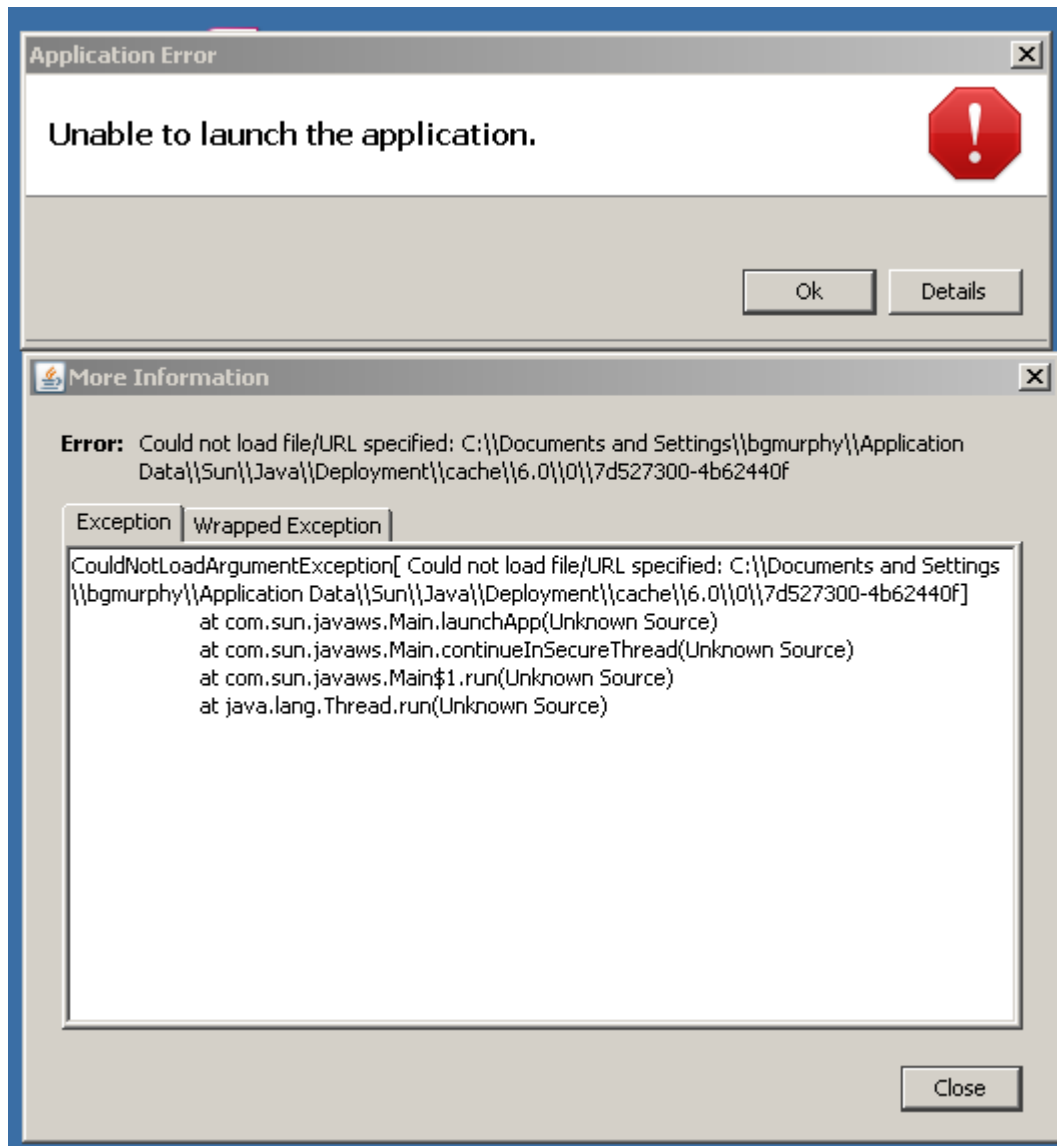 Application Error
Unable to launch the application.
Ok
Details
More Information
Error: Could not load file/URL specified: C:\\Documents and Settings\\bgmurphy\\Application
Data\\Sun\\Java\\Deployment\\cache\\6.0\\0\\7d527300-4b62440f
Exception
Wrapped Exception
CouldNotLoadArgumentException[ Could not load file/URL specified: C:\\Documents and Settings
\\bgmurphy\\Application Data\\Sun\\Java\\Deployment\\cache\\6.0\\0\\7d527300-4b62440f]
at com.sun.javaws.Main.launchApp(Unknown Source)
at com.sun.javaws.Main.continueInSecureThread(Unknown Source)
at com.sun.javaws.Main$1.run(Unknown Source)
at java.lang.Thread.run(Unknown Source)
Close